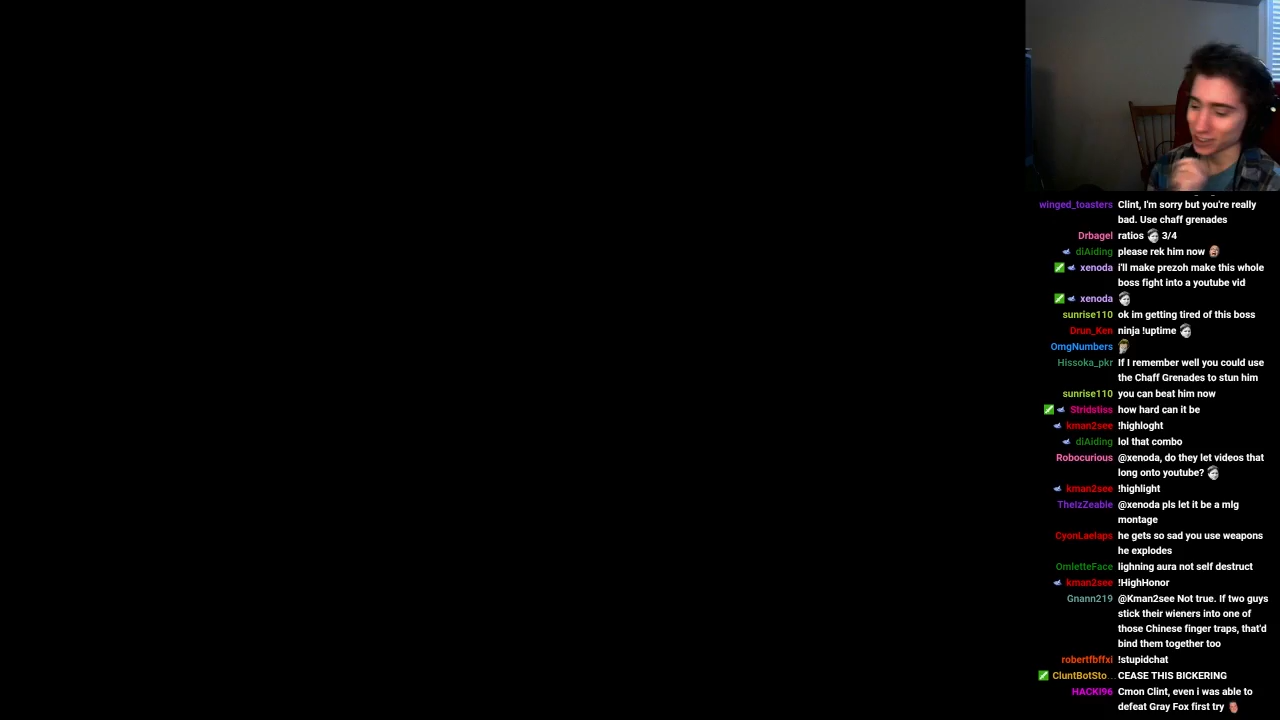 winged_toasters Clint, I'm sorry but you're really
bad. Use chaff grenades
Drbagel ratios 3/4
diAiding please rek him now
xenoda i'll make prezoh make this whole
boss fight into a youtube vid
xenoda
sunrise110 ok im getting tired of this boss
Drun_Ken ninja !uptime
OmgNumbers
Hissoka_pkr If I remember well you could use
the Chaff Grenades to stun him
sunrise110 you can beat him now
Stridstiss how hard can it be
kman2see !highloght
diAiding lol that combo
Robocurious @xenoda, do they let videos that
long onto youtube?
kman2see !highlight
TheIzZeable @xenoda pls let it be a mlg
montage
CyonLaelaps he gets so sad you use weapons
he explodes
OmletteFace lighning aura not self destruct
kman2see !HighHonor
Gnann219 @Kman2see Not true. If two guys
stick their wieners into one of
those Chinese finger traps, that'd
bind them together too
robertfbffxi !stupidchat
CluntBotSto... CEASE THIS BICKERING
HACKI96 Cmon Clint, even i was able to
defeat Gray Fox first try